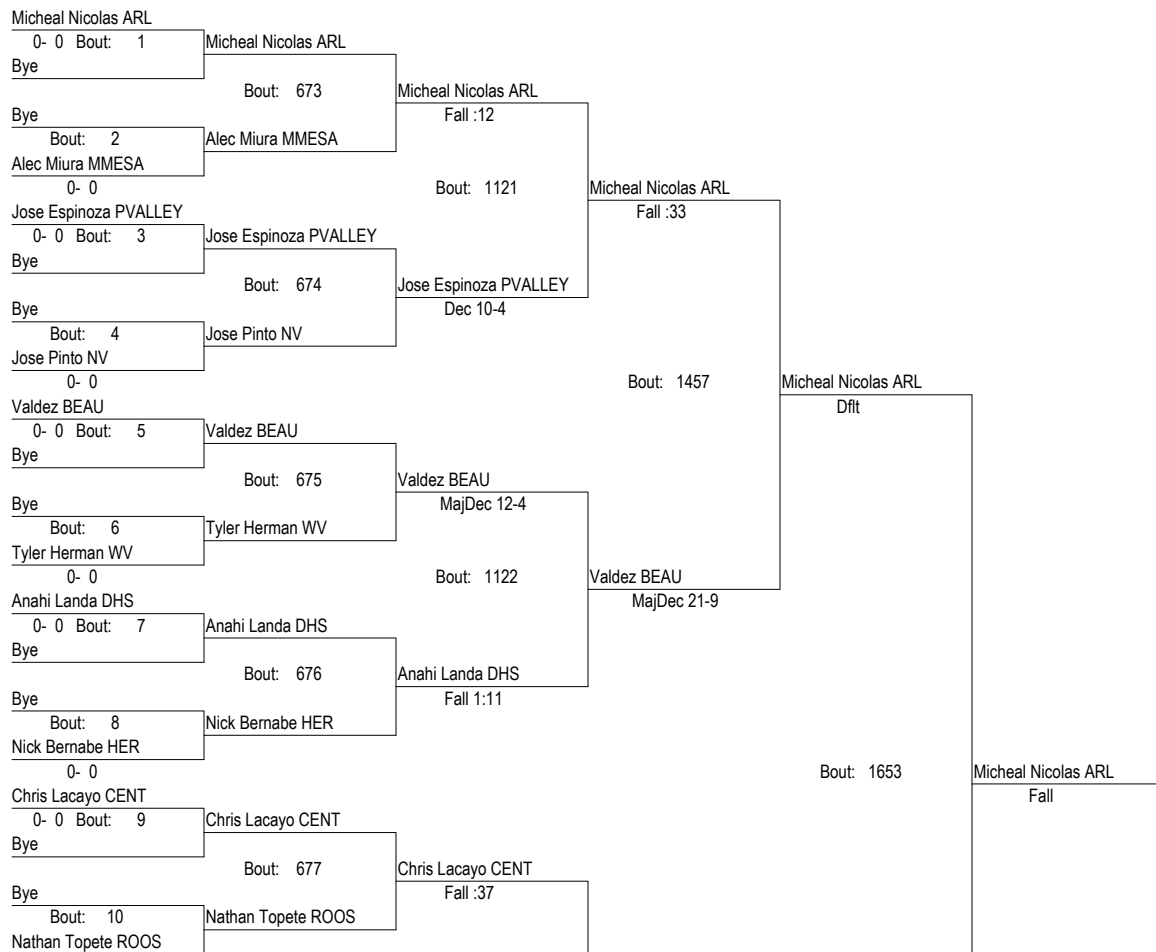 Micheal Nicolas ARL
0- 0 Bout: 1 Micheal Nicolas ARL
Bye
Bout: 673 Micheal Nicolas ARL
Bye Fall :12
Bout: 2 Alec Miura MMESA
Alec Miura MMESA
0- 0 Bout: 1121 Micheal Nicolas ARL
Jose Espinoza PVALLEY Fall :33
0- 0 Bout: 3 Jose Espinoza PVALLEY
Bye
Bout: 674 Jose Espinoza PVALLEY
Bye Dec 10-4
Bout: 4 Jose Pinto NV
Jose Pinto NV
0- 0 Bout: 1457 Micheal Nicolas ARL
Valdez BEAU Dflt
0- 0 Bout: 5 Valdez BEAU
Bye
Bout: 675 Valdez BEAU
Bye MajDec 12-4
Bout: 6 Tyler Herman WV
Tyler Herman WV
0- 0 Bout: 1122 Valdez BEAU
Anahi Landa DHS MajDec 21-9
0- 0 Bout: 7 Anahi Landa DHS
Bye
Bout: 676 Anahi Landa DHS
Bye Fall 1:11
Bout: 8 Nick Bernabe HER
Nick Bernabe HER
0- 0 Bout: 1653 Micheal Nicolas ARL
Chris Lacayo CENT Fall
0- 0 Bout: 9 Chris Lacayo CENT
Bye
Bout: 677 Chris Lacayo CENT
Bye Fall :37
Bout: 10 Nathan Topete ROOS
Nathan Topete ROOS